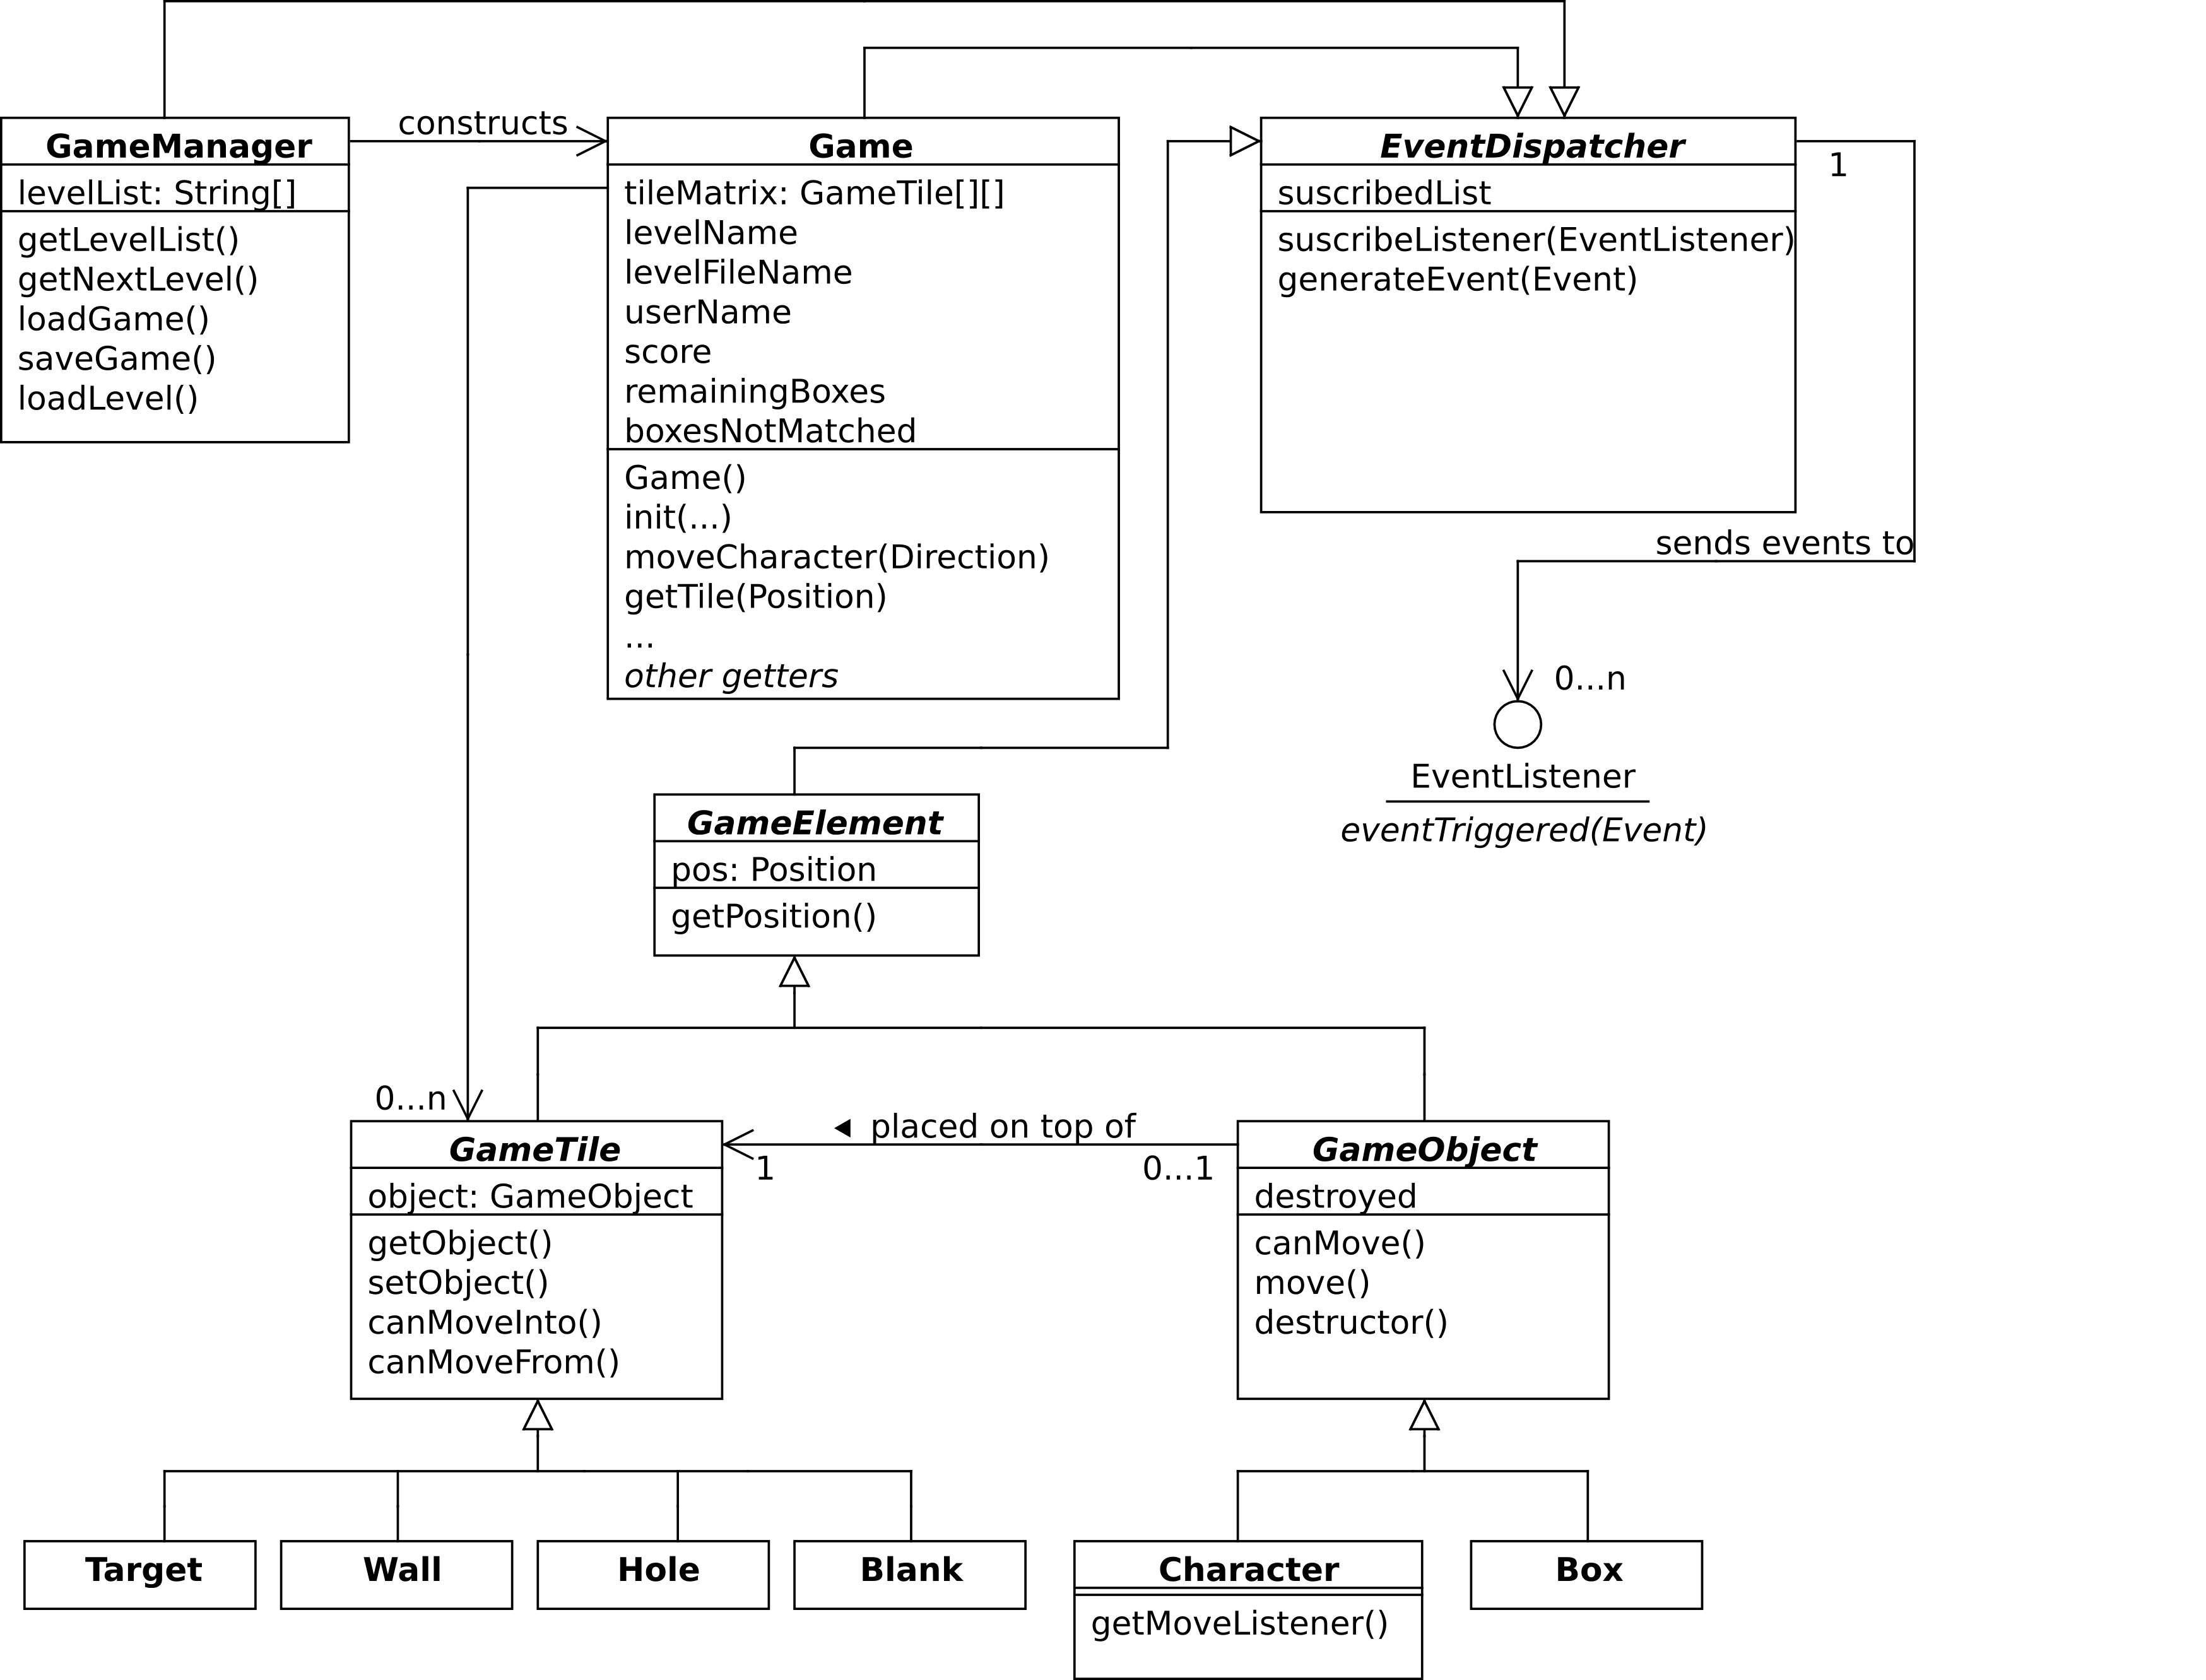 constructs
GameManager
levelList: String[]
getLevelList()
getNextLevel()
loadGame()
saveGame()
loadLevel()
Game
tileMatrix: GameTile[][]
levelName
levelFileName
userName
score
remainingBoxes
boxesNotMatched
Game()
init(...)
moveCharacter(Direction)
getTile(Position)
...
other getters
EventDispatcher
suscribedList
suscribeListener(EventListener)
generateEvent(Event)
1
sends events to
0...n
EventListener
eventTriggered(Event)
GameElement
pos: Position
getPosition()
0...n
GameTile
object: GameObject
getObject()
setObject()
canMoveInto()
canMoveFrom()
◄ placed on top of
1
0...1
GameObject
destroyed
canMove()
move()
destructor()
Target
Wall
Hole
Blank
Character
getMoveListener()
Box